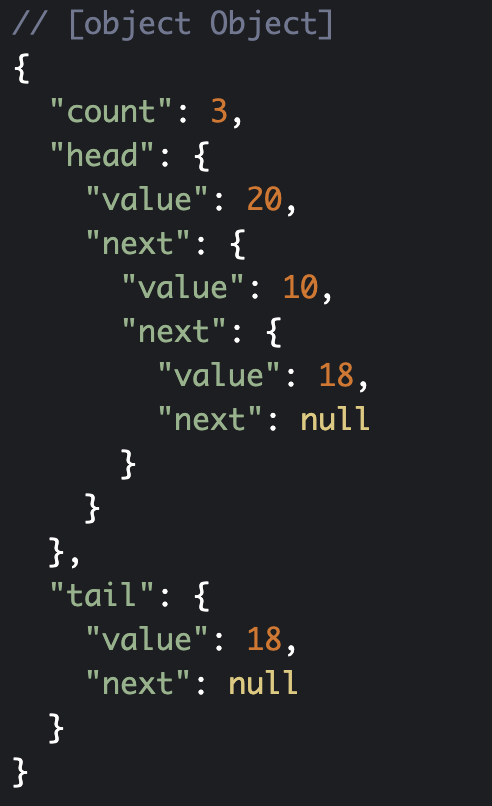 // [object Object]
{
  "count": 3,
  "head": {
    "value": 20,
    "next": {
      "value": 10,
      "next": {
        "value": 18,
        "next": null
      }
    }
  },
  "tail": {
    "value": 18,
    "next": null
  }
}